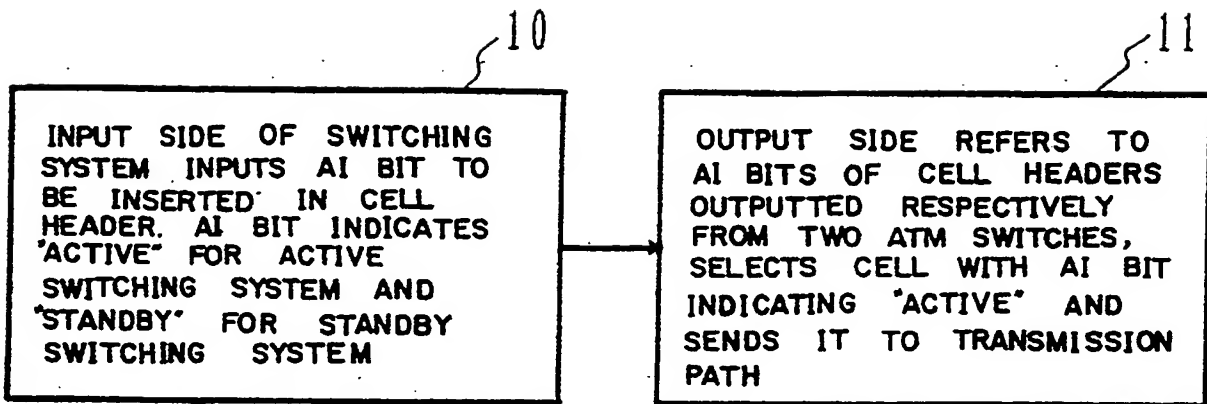 10
INPUT SIDE OF SWITCHING
SYSTEM INPUTS AI BIT TO
BE INSERTED IN CELL
HEADER. AI BIT INDICATES
"ACTIVE" FOR ACTIVE
SWITCHING SYSTEM AND
"STANDBY" FOR STANDBY
SWITCHING SYSTEM
11
OUTPUT SIDE REFERS TO
AI BITS OF CELL HEADERS
OUTPUTTED RESPECTIVELY
FROM TWO ATM SWITCHES,
SELECTS CELL WITH AI BIT
INDICATING "ACTIVE" AND
SENDS IT TO TRANSMISSION
PATH